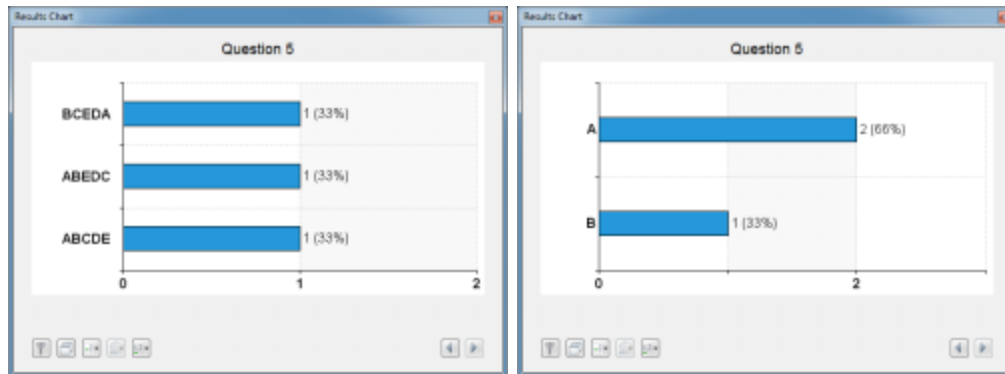 Results Chart
Question 5
BCEDA 1 (33%)
ABEDC 1 (33%)
ABCDE 1 (33%)
0 1 2
Results Chart
Question 5
A 2 (66%)
B 1 (33%)
0 2